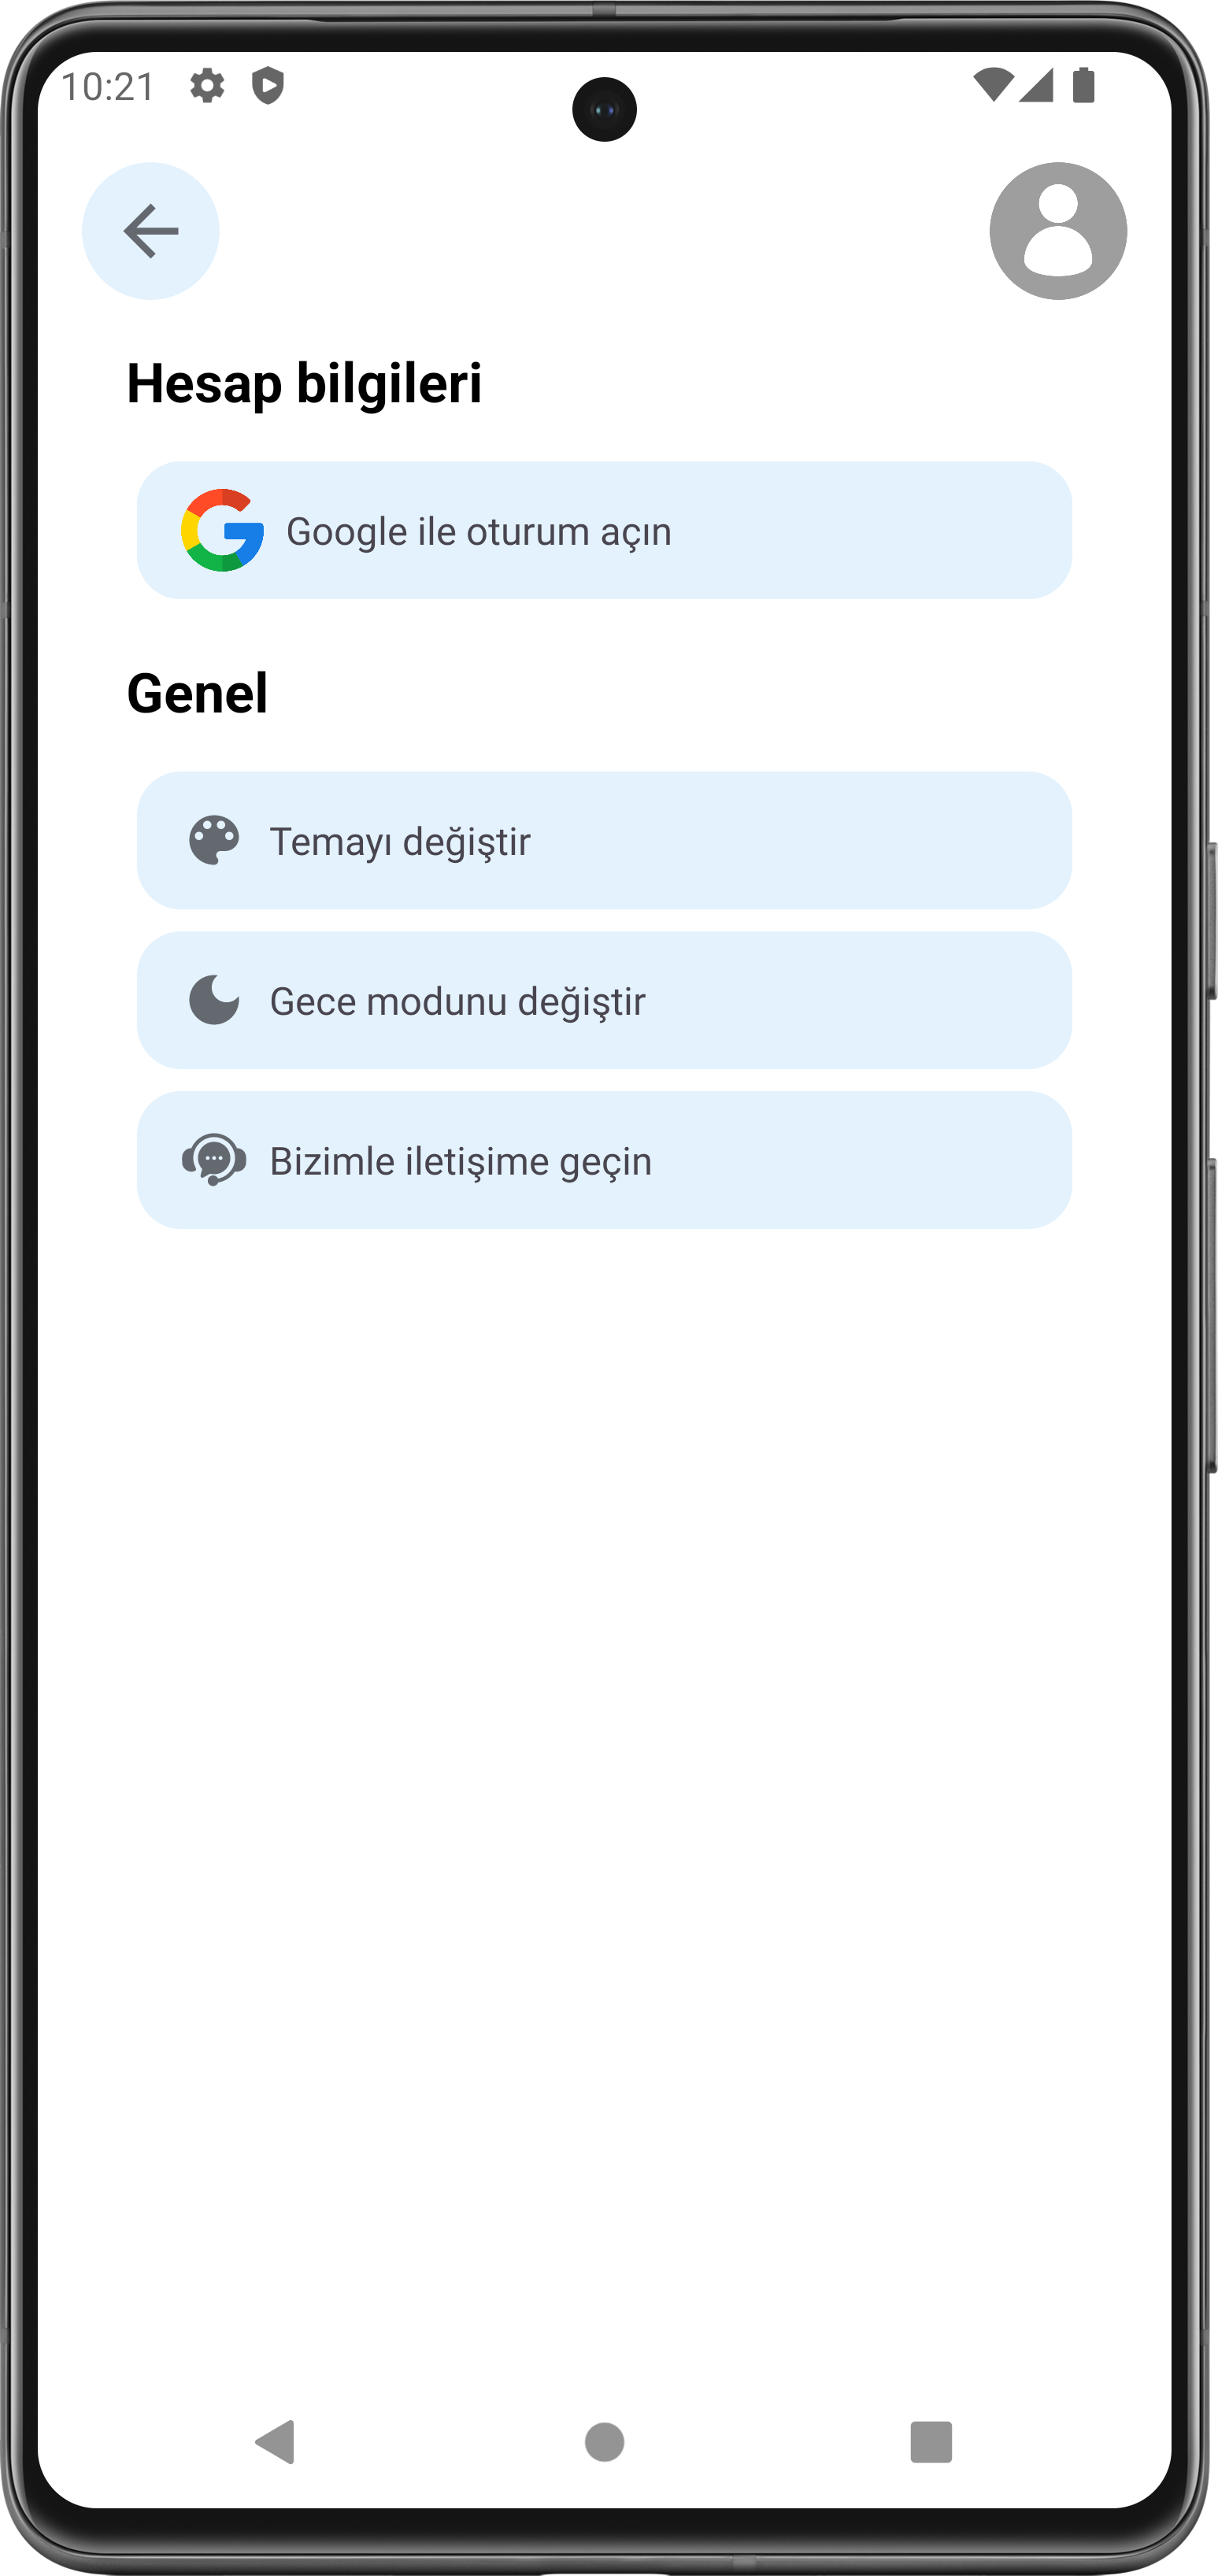 10:21
Hesap bilgileri
Google ile oturum açın
Genel
Temayı değiştir
Gece modunu değiştir
Bizimle iletişime geçin